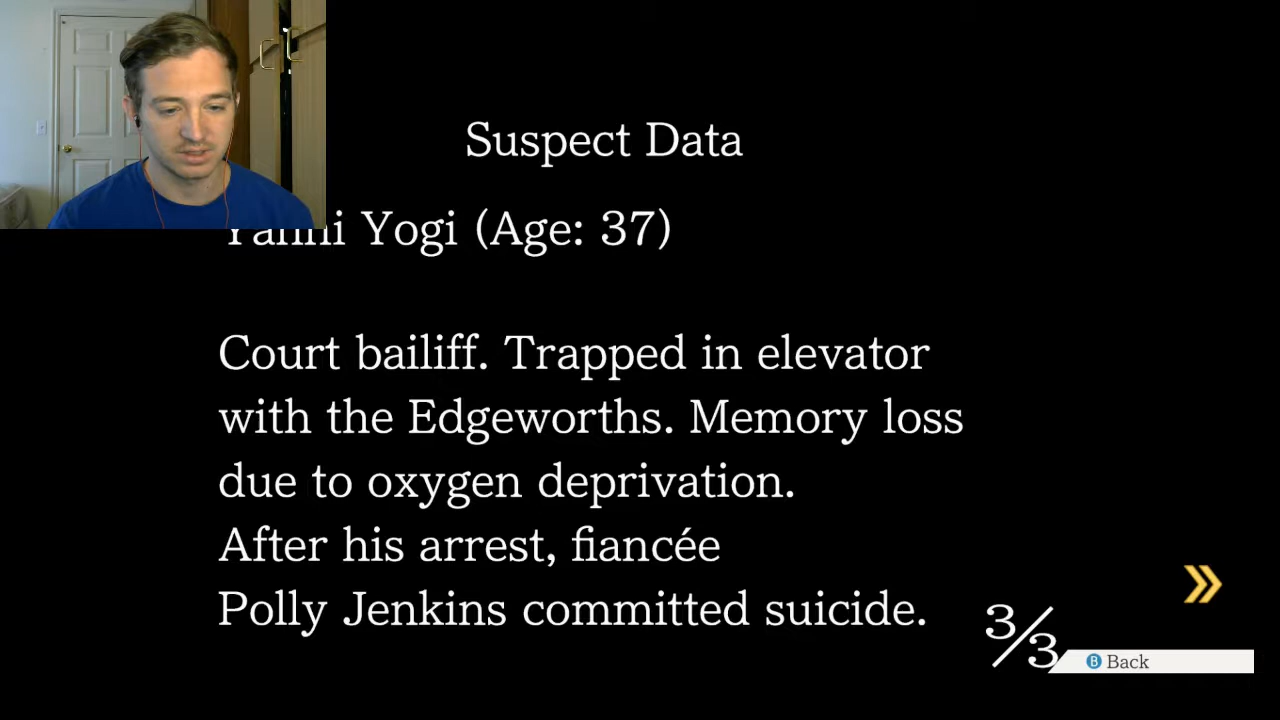 Suspect Data
Yanni Yogi (Age: 37)
Court bailiff. Trapped in elevator
with the Edgeworths. Memory loss
due to oxygen deprivation.
After his arrest, fiancée
Polly Jenkins committed suicide.
3/3
B Back